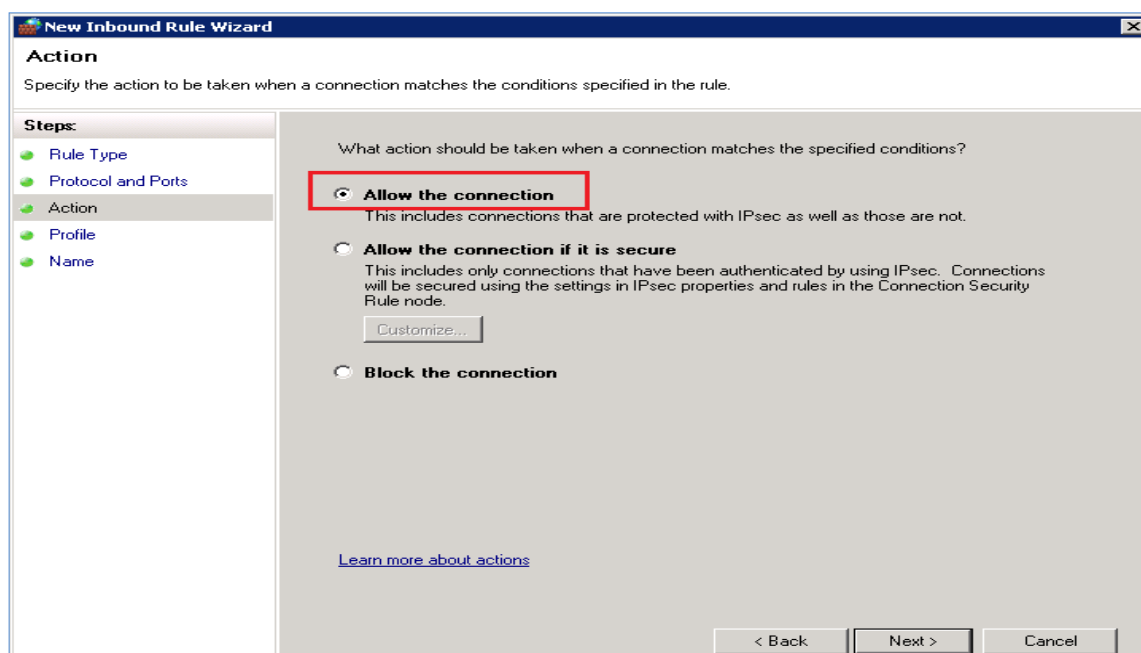 New Inbound Rule Wizard
Action
Specify the action to be taken when a connection matches the conditions specified in the rule.
Steps:
Rule Type
Protocol and Ports
Action
Profile
Name
What action should be taken when a connection matches the specified conditions?
Allow the connection
This includes connections that are protected with IPsec as well as those are not.
Allow the connection if it is secure
This includes only connections that have been authenticated by using IPsec. Connections
will be secured using the settings in IPsec properties and rules in the Connection Security
Rule node.
Customize...
Block the connection
Learn more about actions
< Back
Next >
Cancel